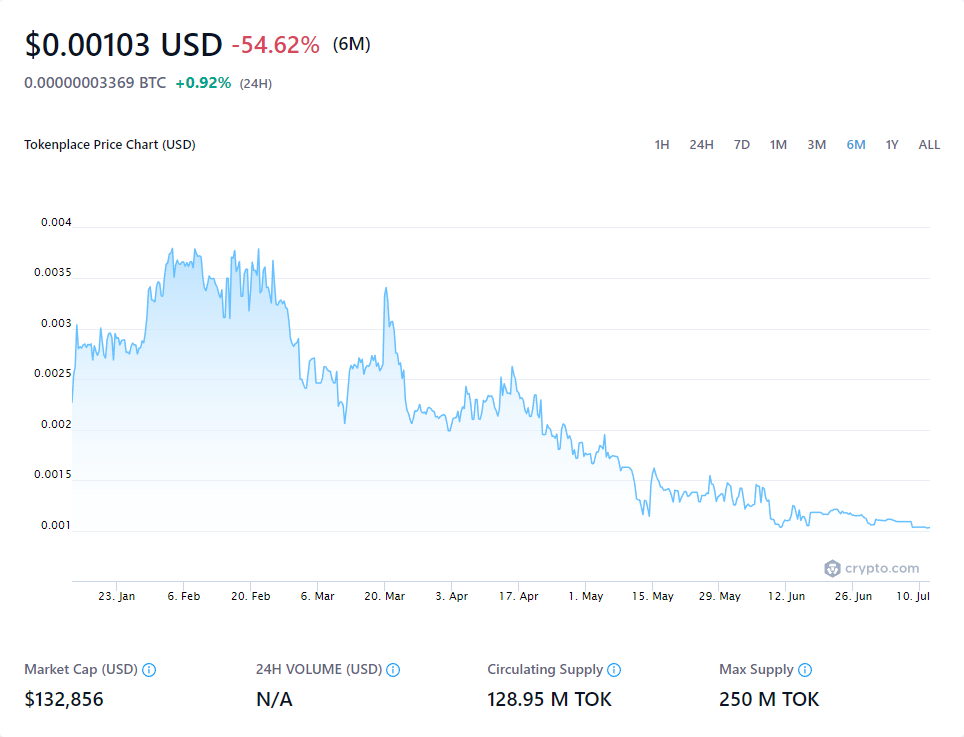 $0.00103 USD -54.62% (6M)
0.00000003369 BTC +0.92% (24H)
Tokenplace Price Chart (USD) 1H 24H 7D 1M 3M 6M 1Y ALL
0.004
0.0035
0.003
0.0025
0.002
0.0015
0.001
crypto.com
23. Jan 6. Feb 20. Feb 6. Mar 20. Mar 3. Apr 17. Apr 1. May 15. May 29. May 12. Jun 26. Jun 10. Jul
Market Cap (USD) 24H VOLUME (USD) Circulating Supply Max Supply
$132,856 N/A 128.95 M TOK 250 M TOK